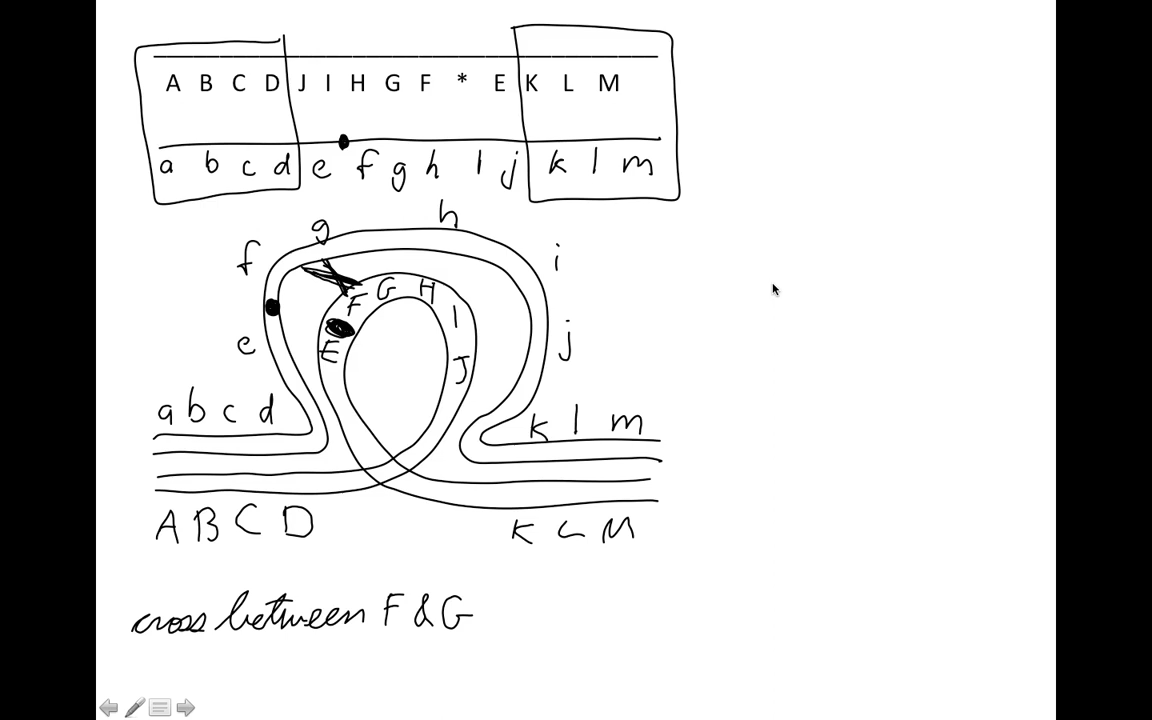 A B C D J I H G F * E K L M
a b c d e f g h I j k l m
h
g
f i
F G H
I
e E J j
a b c d k l m
A B C D K L M
cross between F & G